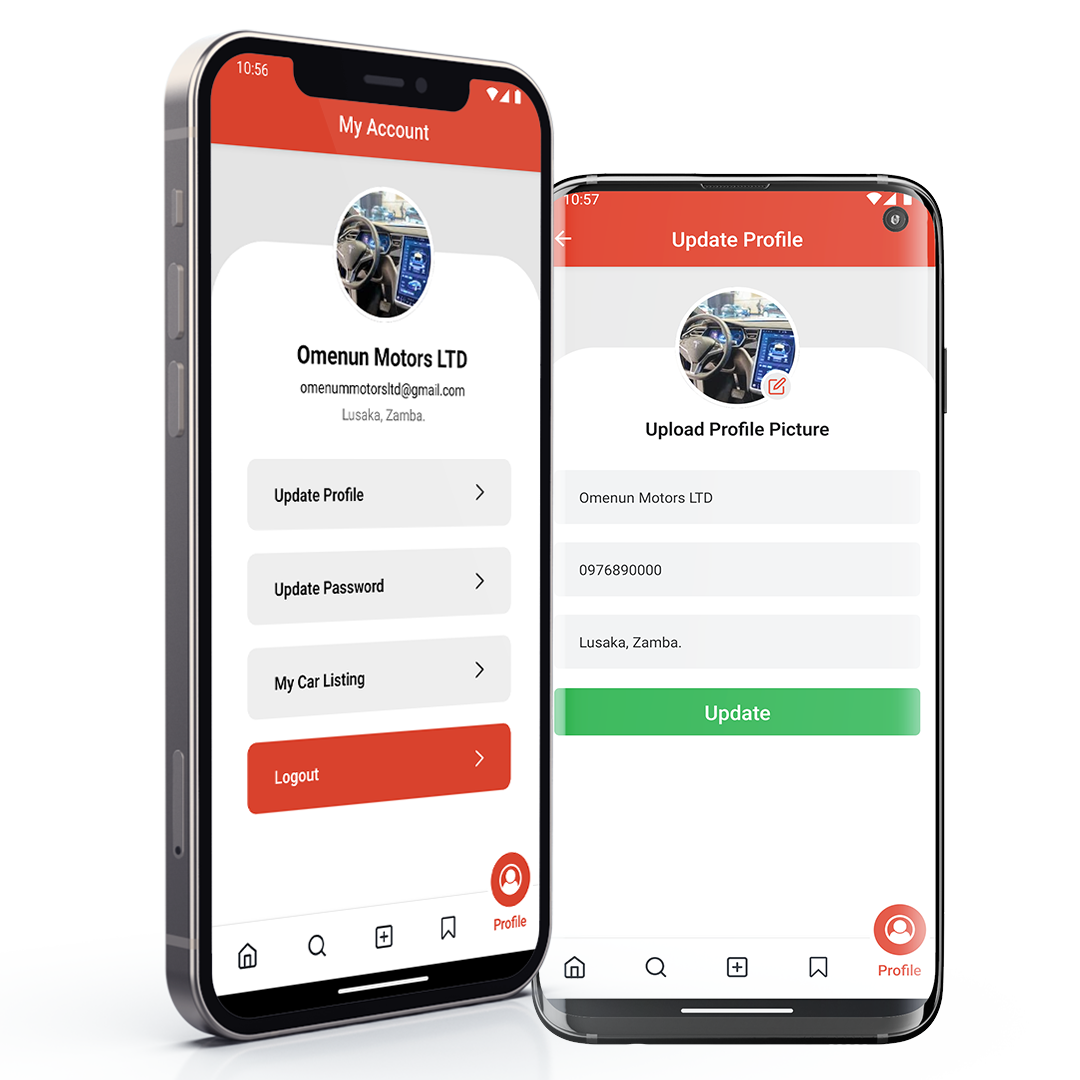 10:56
My Account
Omenun Motors LTD
omenummotorsltd@gmail.com
Lusaka, Zamba.
Update Profile
Update Password
My Car Listing
Logout
Profile
10:57
Update Profile
Upload Profile Picture
Omenun Motors LTD
0976890000
Lusaka, Zamba.
Update
Profile